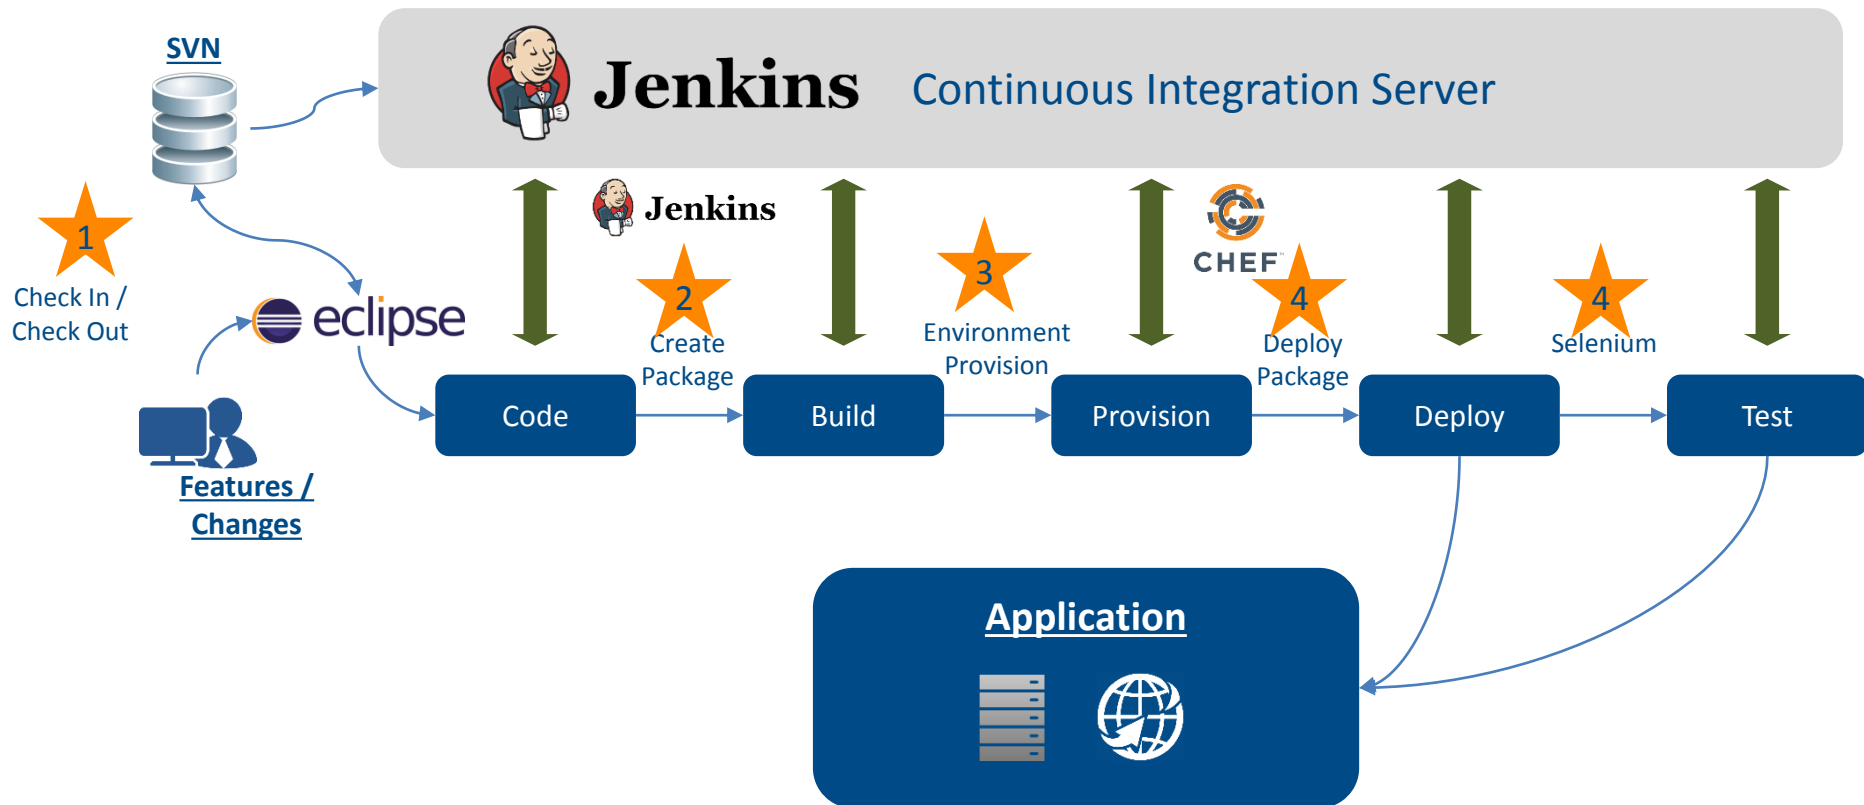 SVN
Jenkins
Continuous Integration Server
1
Check In /
Check Out
Jenkins
CHEF
eclipse
2
Create
Package
3
Environment
Provision
4
Deploy
Package
4
Selenium
Code
Build
Provision
Deploy
Test
Features /
Changes
Application